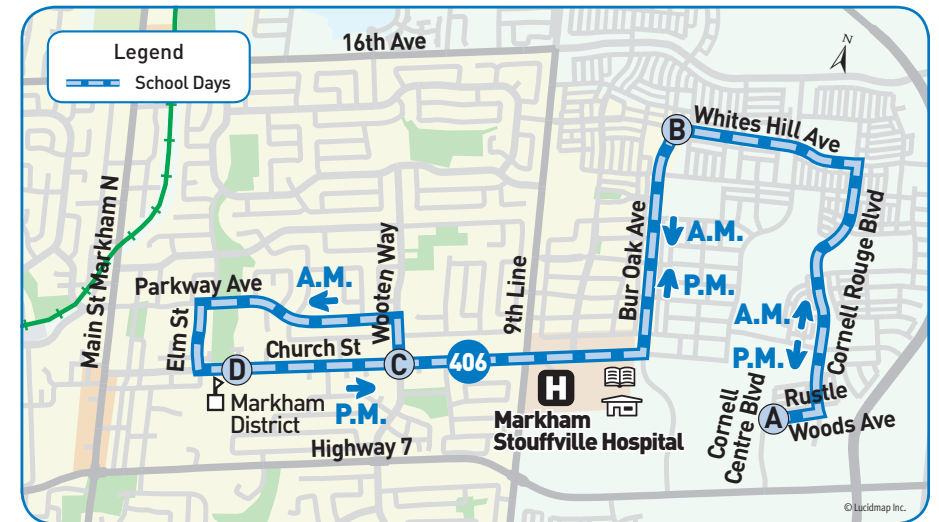 Legend
School Days
16th Ave
N
B
Whites Hill Ave
Main St Markham N
Wooten Way
9th Line
Bur Oak Ave
A.M.
P.M.
Cornell Rouge Blvd
Parkway Ave
A.M.
Elm St
Church St
D
C
406
P.M.
A.M.
P.M.
Markham
District
H
Markham
Stouffville Hospital
Cornell
Centre Blvd
Rustle
Woods Ave
A
Highway 7
© Lucidmap Inc.